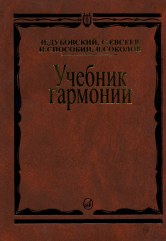 И. ДУБОВСКИЙ, С. ЕВСЕЕВ,
И. СПОСОБИН, В. СОКОЛОВ
Учебник
гармонии